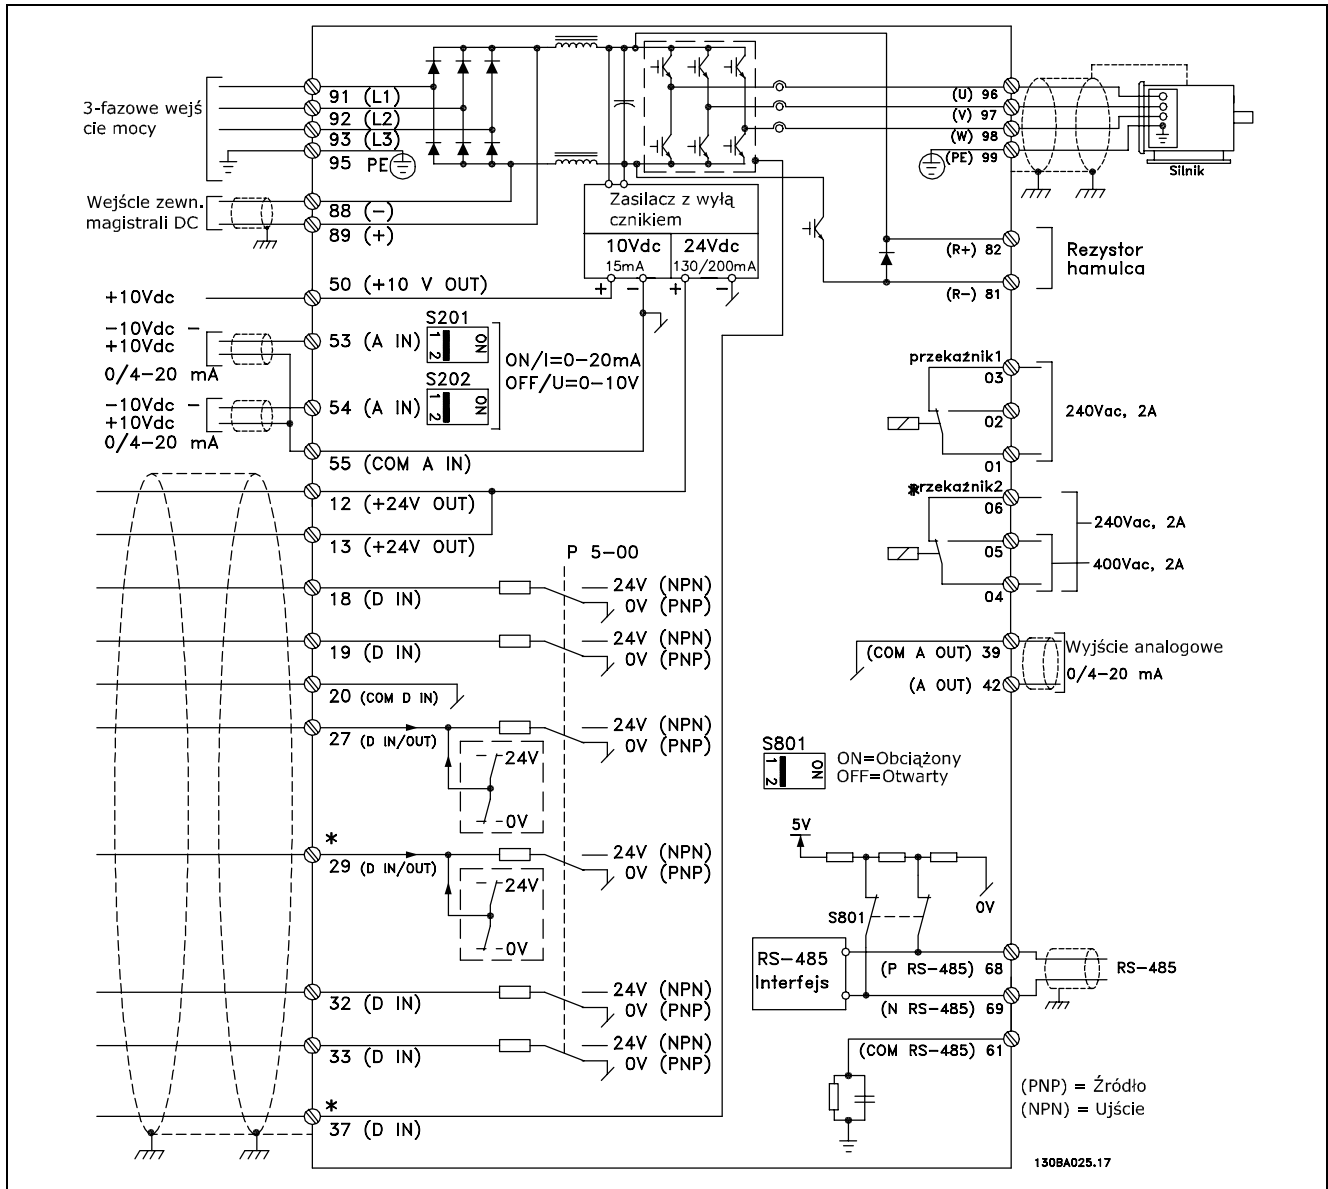 3-fazowe wejś
cie mocy
91 (L1)
92 (L2)
93 (L3)
95 PE
Wejście zewn.
magistrali DC
88 (−)
89 (+)
Zasilacz z wyłą
cznikiem
10Vdc
15mA
24Vdc
130/200mA
+ − + −
(U) 96
(V) 97
(W) 98
(PE) 99
Silnik
(R+) 82
(R−) 81
Rezystor
hamulca
+10Vdc
50 (+10 V OUT)
−10Vdc −
+10Vdc
0/4−20 mA
53 (A IN)
S201
1 2 ON
ON/I=0−20mA
OFF/U=0−10V
S202
1 2 ON
−10Vdc −
+10Vdc
0/4−20 mA
54 (A IN)
55 (COM A IN)
12 (+24V OUT)
13 (+24V OUT)
P 5-00
18 (D IN)
24V (NPN)
0V (PNP)
19 (D IN)
24V (NPN)
0V (PNP)
20 (COM D IN)
27 (D IN/OUT)
24V (NPN)
0V (PNP)
24V
0V
*
29 (D IN/OUT)
24V (NPN)
0V (PNP)
24V
0V
32 (D IN)
24V (NPN)
0V (PNP)
33 (D IN)
24V (NPN)
0V (PNP)
*
37 (D IN)
przekaźnik1
03
02
01
240Vac, 2A
*przekaźnik2
06
05
04
240Vac, 2A
400Vac, 2A
(COM A OUT) 39
(A OUT) 42
Wyjście analogowe
0/4−20 mA
S801
1 2 ON
ON=Obciążony
OFF=Otwarty
5V
0V
S801
RS−485
Interfejs
(P RS−485) 68
(N RS−485) 69
(COM RS−485) 61
RS−485
(PNP) = Źródło
(NPN) = Ujście
130BA025.17